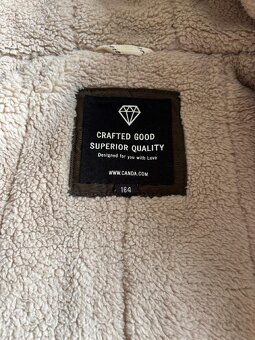 CRAFTED GOOD
SUPERIOR QUALITY
Designed for you with Love
WWW.CANDA.COM
164